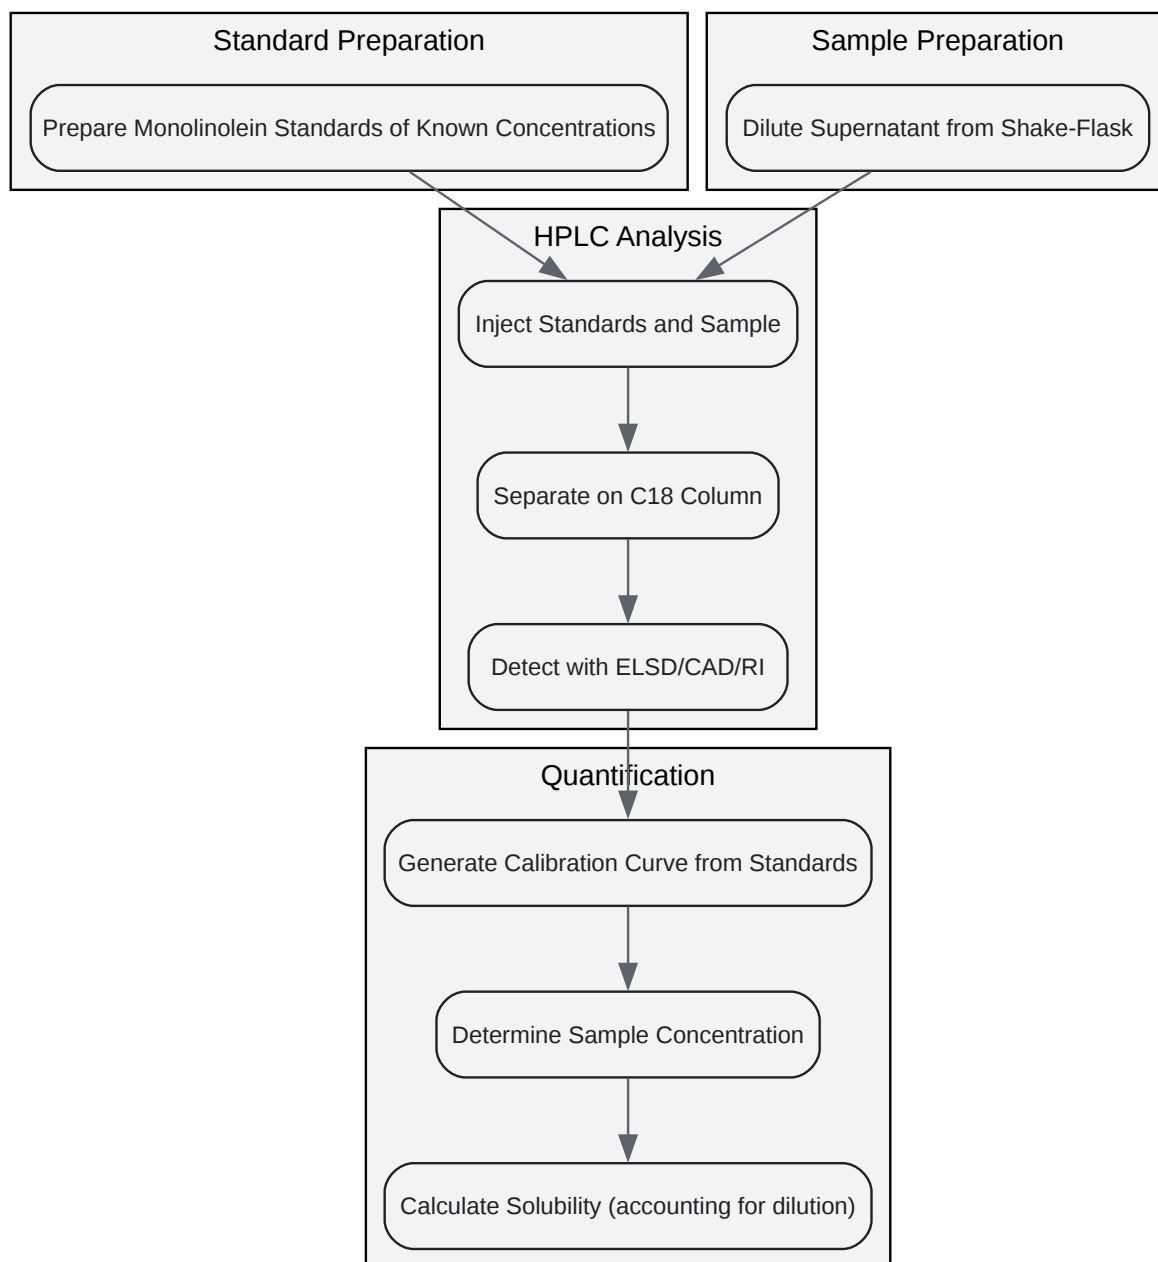 Standard Preparation
Sample Preparation
Prepare Monolinolein Standards of Known Concentrations
Dilute Supernatant from Shake-Flask
HPLC Analysis
Inject Standards and Sample
Separate on C18 Column
Detect with ELSD/CAD/RI
Quantification
Generate Calibration Curve from Standards
Determine Sample Concentration
Calculate Solubility (accounting for dilution)